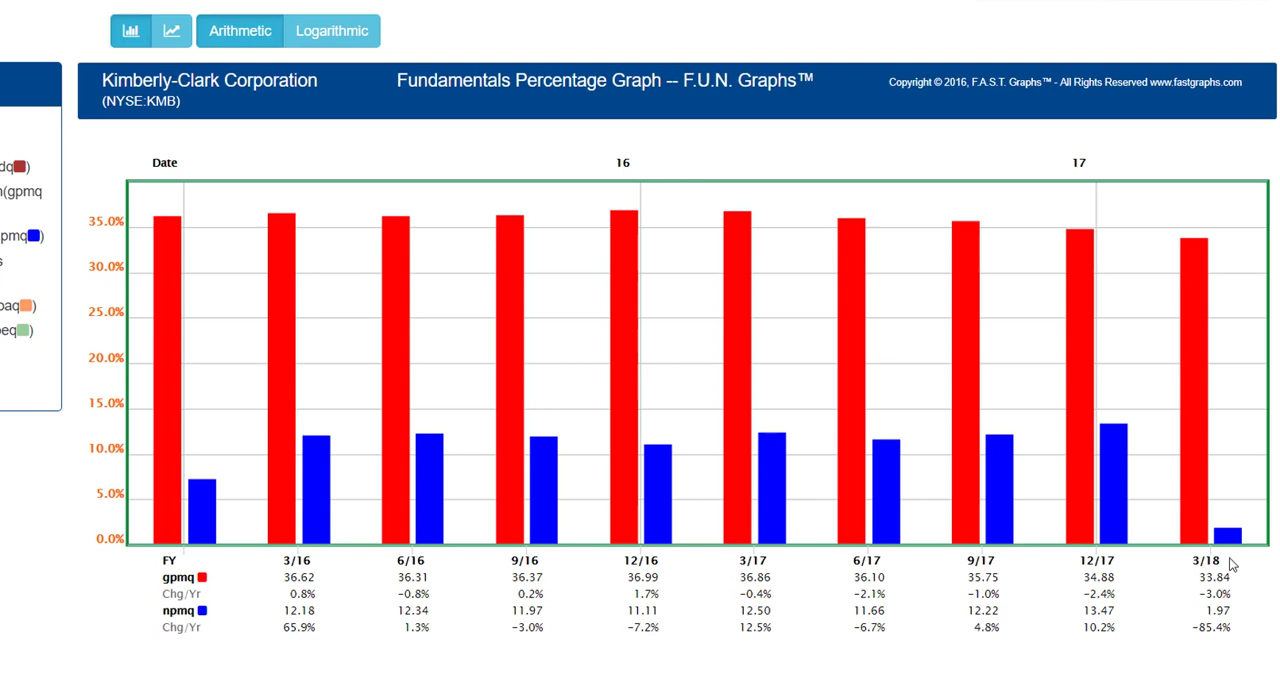 Arithmetic Logarithmic
Kimberly-Clark Corporation Fundamentals Percentage Graph -- F.U.N. Graphs™ Copyright © 2016, F.A.S.T. Graphs™ - All Rights Reserved www.fastgraphs.com
(NYSE:KMB)
Date 16 17
dq )
(gpmq
pmq )
s
aq )
eq )
35.0%
30.0%
25.0%
20.0%
15.0%
10.0%
5.0%
0.0%
FY 3/16 6/16 9/16 12/16 3/17 6/17 9/17 12/17 3/18
gpmq 36.62 36.31 36.37 36.99 36.86 36.10 35.75 34.88 33.84
Chg/Yr 0.8% -0.8% 0.2% 1.7% -0.4% -2.1% -1.0% -2.4% -3.0%
npmq 12.18 12.34 11.97 11.11 12.50 11.66 12.22 13.47 1.97
Chg/Yr 65.9% 1.3% -3.0% -7.2% 12.5% -6.7% 4.8% 10.2% -85.4%